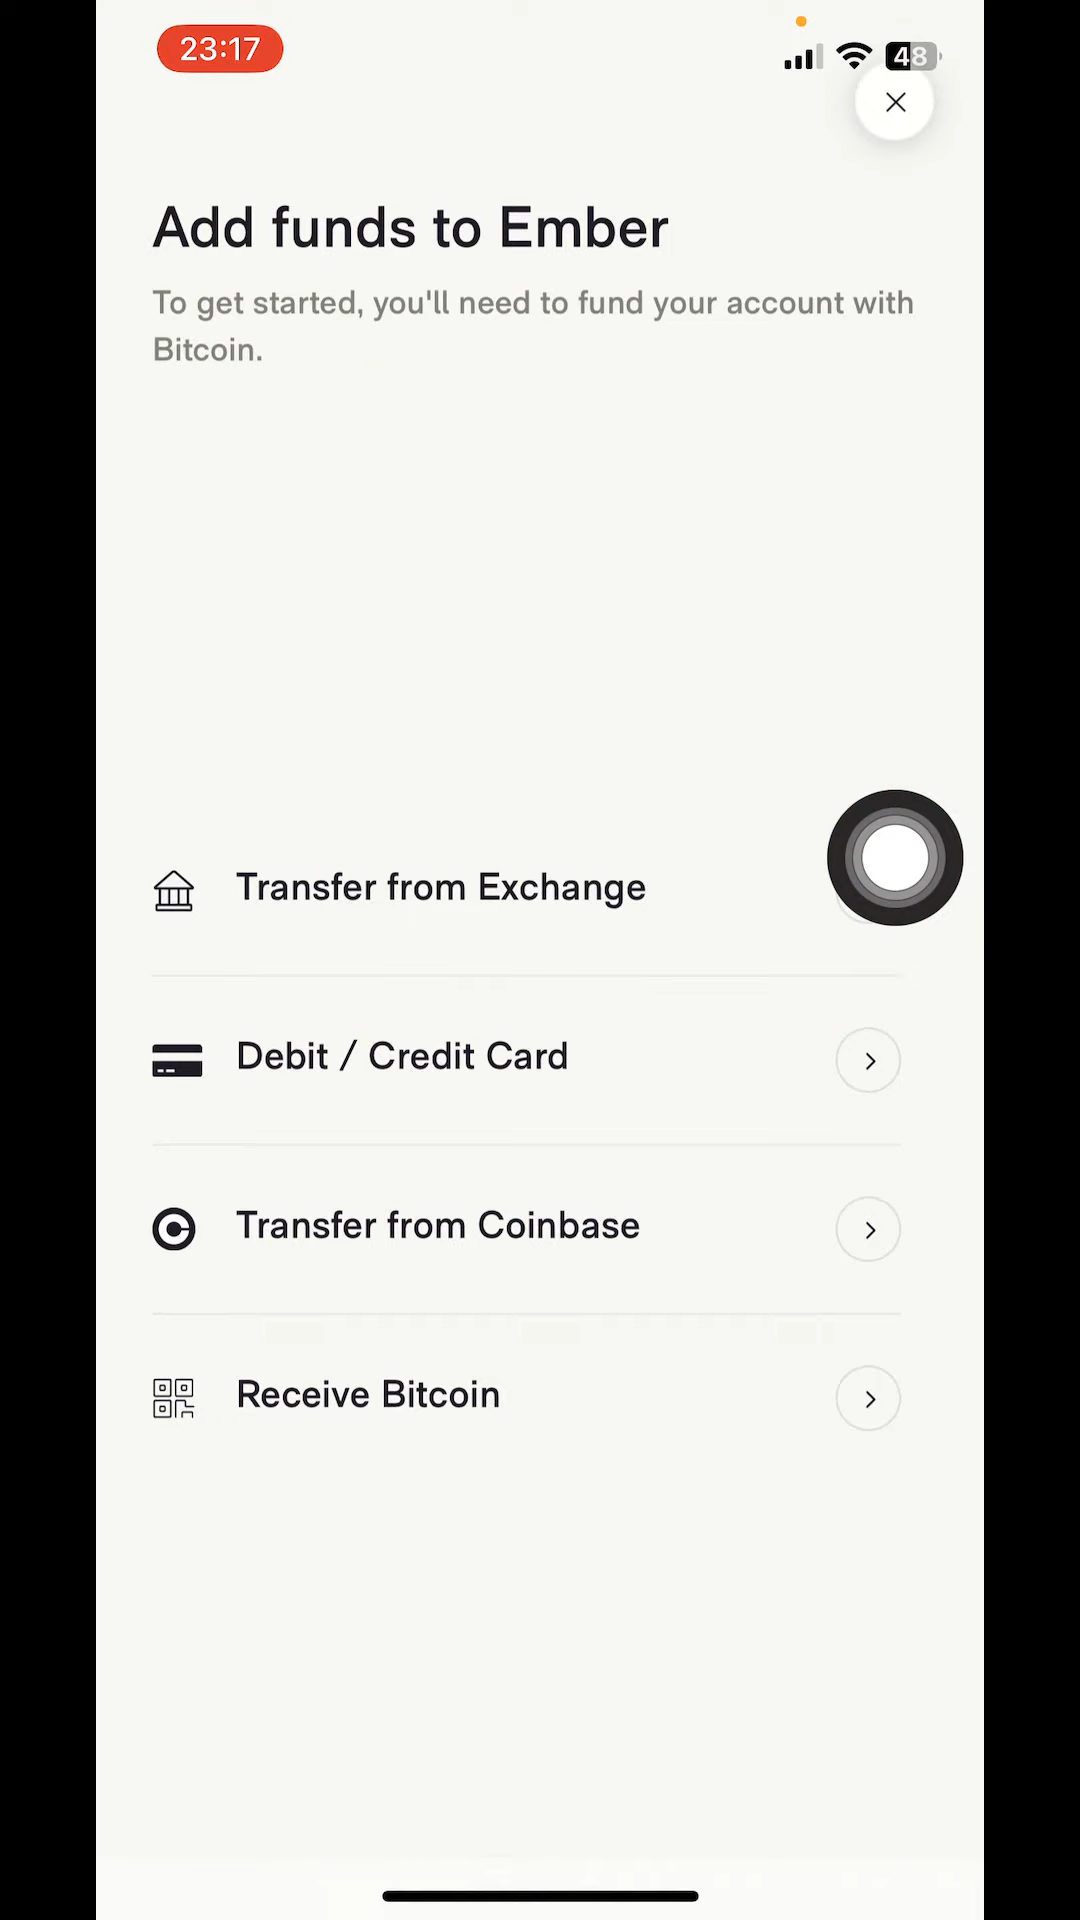 23:17
48
Add funds to Ember
To get started, you'll need to fund your account with
Bitcoin.
Transfer from Exchange
Debit / Credit Card
Transfer from Coinbase
Receive Bitcoin